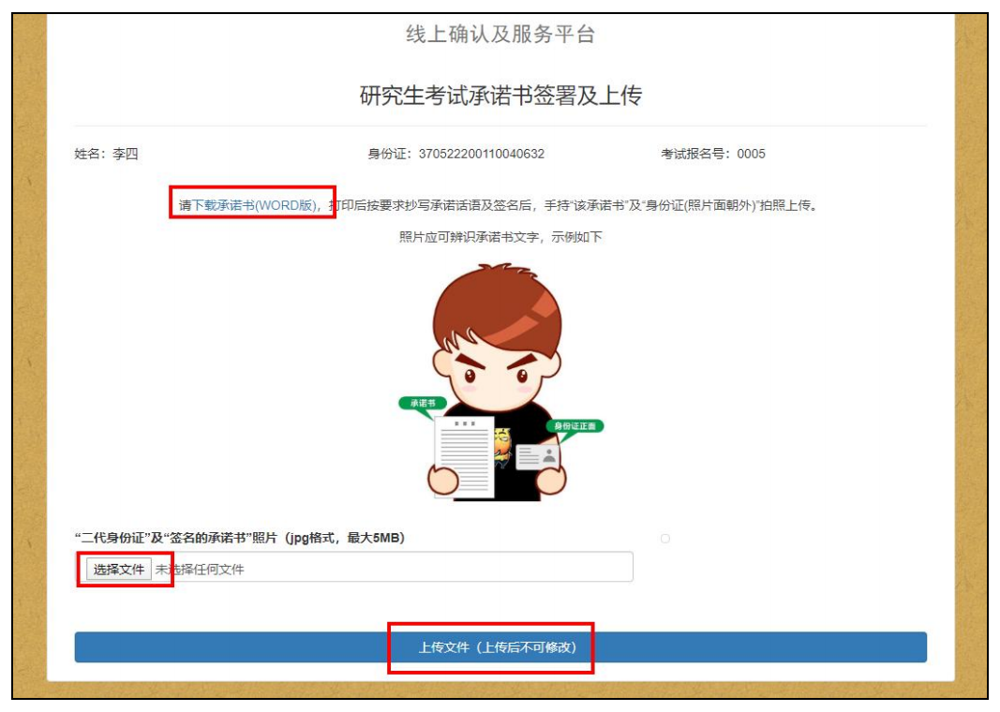 线上确认及服务平台
研究生考试承诺书签署及上传
姓名：李四 身份证：370522200110040632 考试报名号：0005
请下载承诺书(WORD版)，打印后按要求抄写承诺话语及签名后，手持“该承诺书”及“身份证(照片面朝外)”拍照上传。
照片应可辨识承诺书文字，示例如下
承诺书
身份证正面
“二代身份证”及“签名的承诺书”照片（jpg格式，最大5MB）
选择文件 未选择任何文件
上传文件（上传后不可修改）